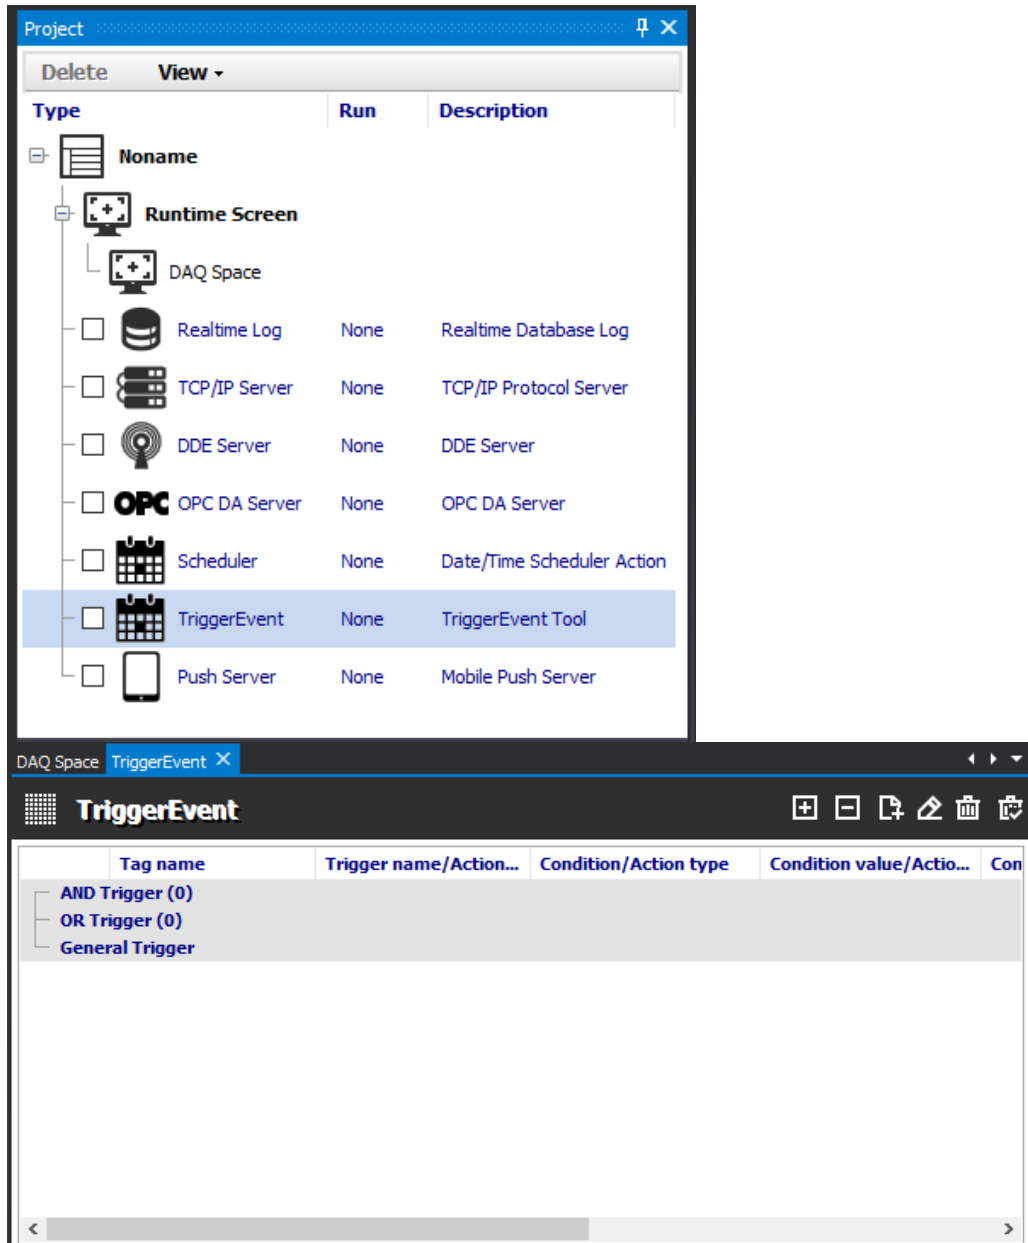 Project
Delete View
Type Run Description
Noname
Runtime Screen
DAQ Space
Realtime Log None Realtime Database Log
TCP/IP Server None TCP/IP Protocol Server
DDE Server None DDE Server
OPC OPC DA Server None OPC DA Server
Scheduler None Date/Time Scheduler Action
TriggerEvent None TriggerEvent Tool
Push Server None Mobile Push Server
DAQ Space TriggerEvent
TriggerEvent
Tag name Trigger name/Action... Condition/Action type Condition value/Actio... Con
AND Trigger (0)
OR Trigger (0)
General Trigger